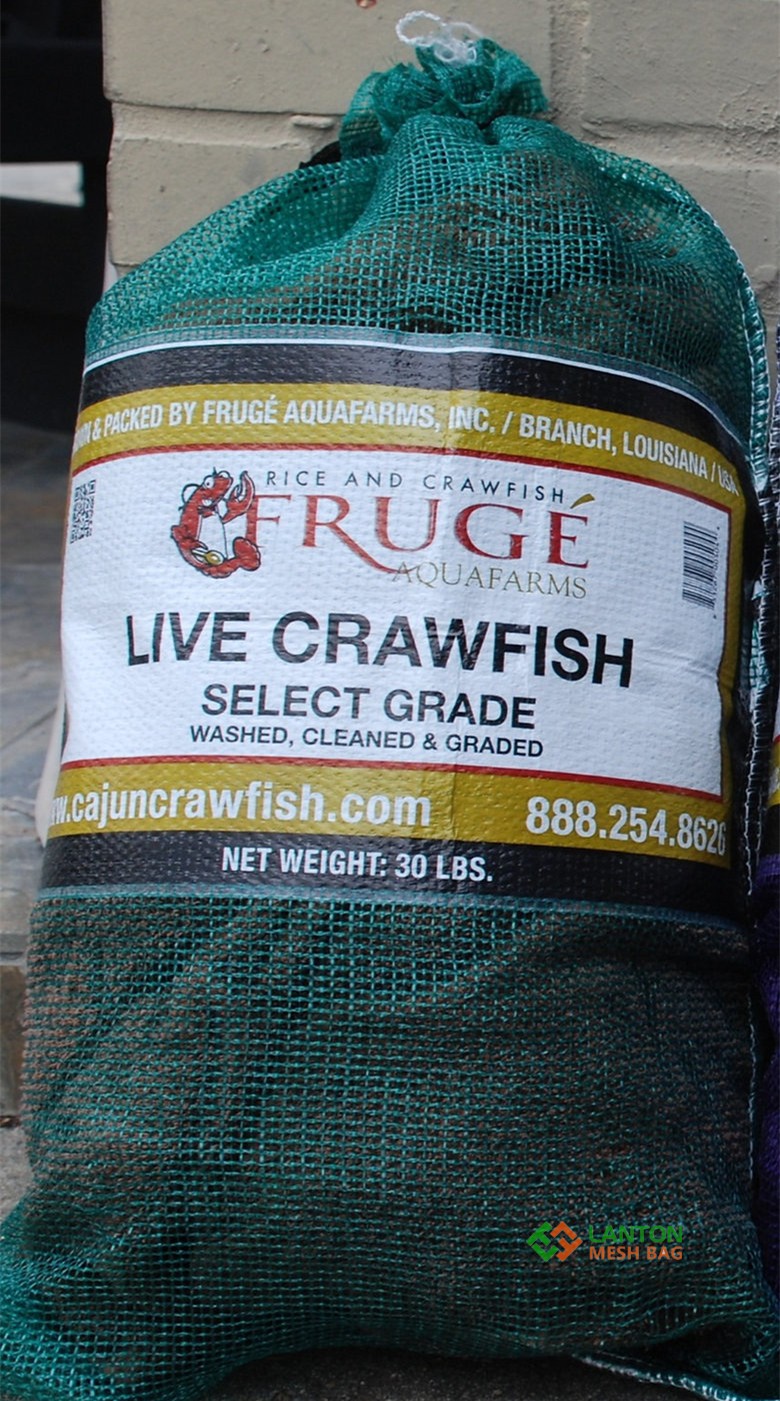 & PACKED BY FRUGÉ AQUAFARMS, INC. / BRANCH, LOUISIANA / USA
RICE AND CRAWFISH
FRUGÉ
AQUAFARMS
LIVE CRAWFISH
SELECT GRADE
WASHED, CLEANED & GRADED
w.cajuncrawfish.com 888.254.8626
NET WEIGHT: 30 LBS.
LANTON
MESH BAG